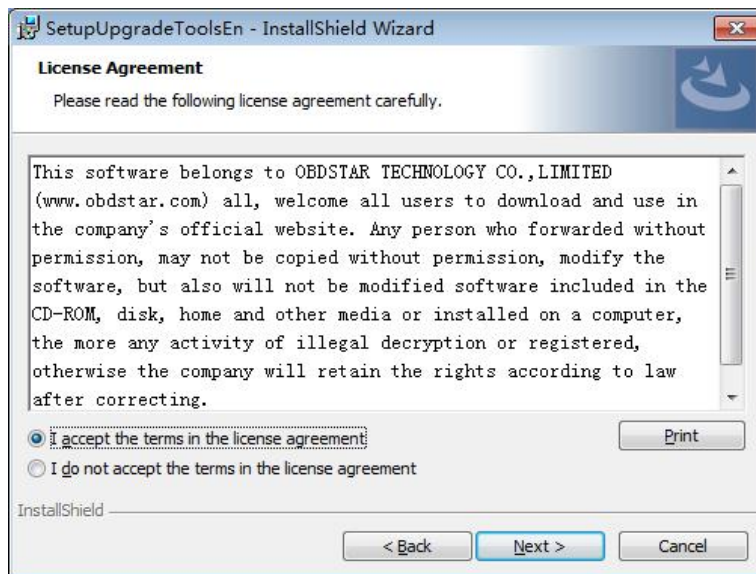 SetupUpgradeToolsEn - InstallShield Wizard
License Agreement
Please read the following license agreement carefully.
This software belongs to OBDSTAR TECHNOLOGY CO.,LIMITED
(www.obdstar.com) all, welcome all users to download and use in
the company's official website. Any person who forwarded without
permission, may not be copied without permission, modify the
software, but also will not be modified software included in the
CD-ROM, disk, home and other media or installed on a computer,
the more any activity of illegal decryption or registered,
otherwise the company will retain the rights according to law
after correcting.
I accept the terms in the license agreement
Print
I do not accept the terms in the license agreement
InstallShield
< Back
Next >
Cancel